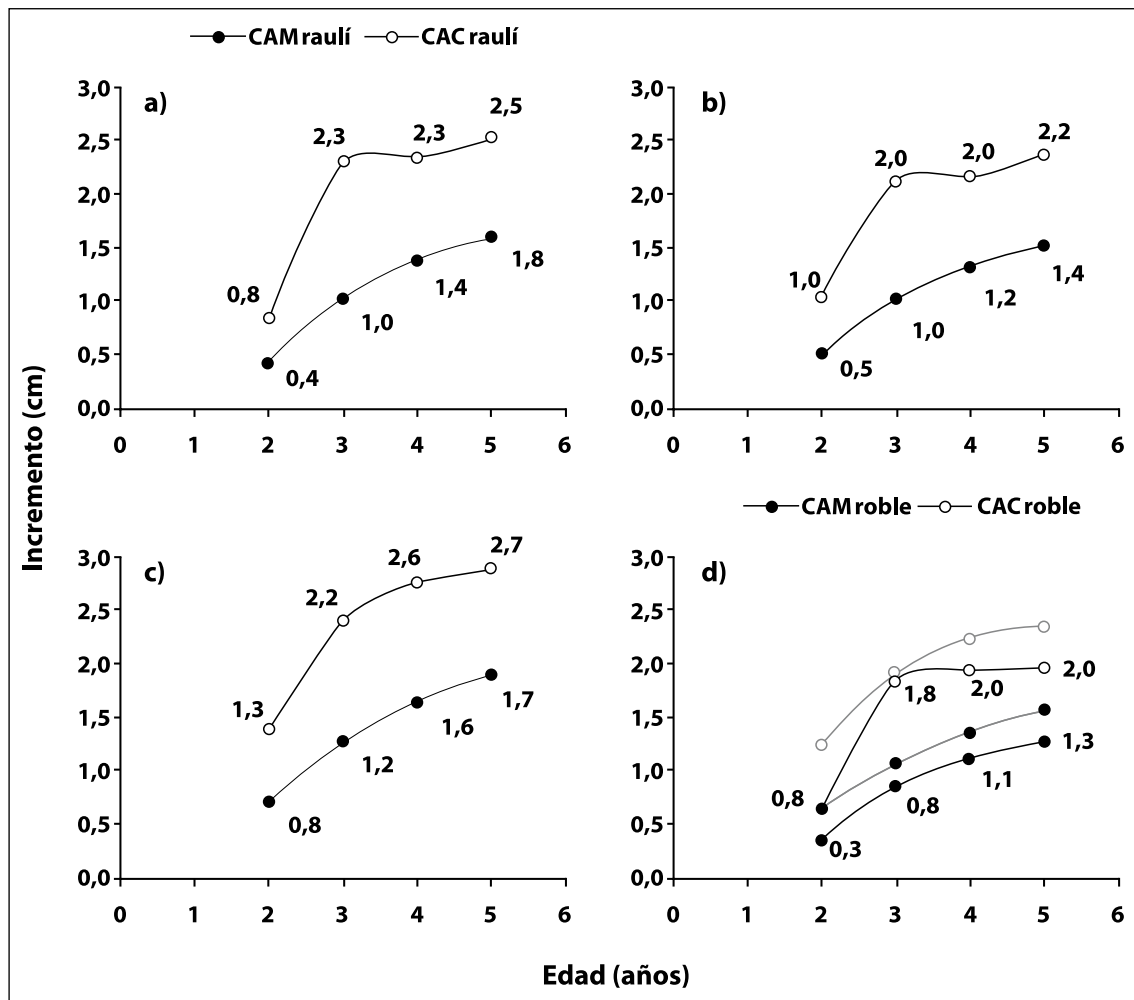 CAM raulí CAC raulí
a)
3,0
2,5
2,0
1,5
1,0
0,5
0,0
0 1 2 3 4 5 6
0,8 2,3 2,3 2,5
0,4 1,0 1,4 1,8
b)
3,0
2,5
2,0
1,5
1,0
0,5
0,0
0 1 2 3 4 5 6
1,0 2,0 2,0 2,2
0,5 1,0 1,2 1,4
Incremento (cm)
c)
3,0
2,5
2,0
1,5
1,0
0,5
0,0
0 1 2 3 4 5 6
1,3 2,2 2,6 2,7
0,8 1,2 1,6 1,7
CAM roble CAC roble
d)
3,0
2,5
2,0
1,5
1,0
0,5
0,0
0 1 2 3 4 5 6
0,8 1,8 2,0 2,0
0,3 0,8 1,1 1,3
Edad (años)